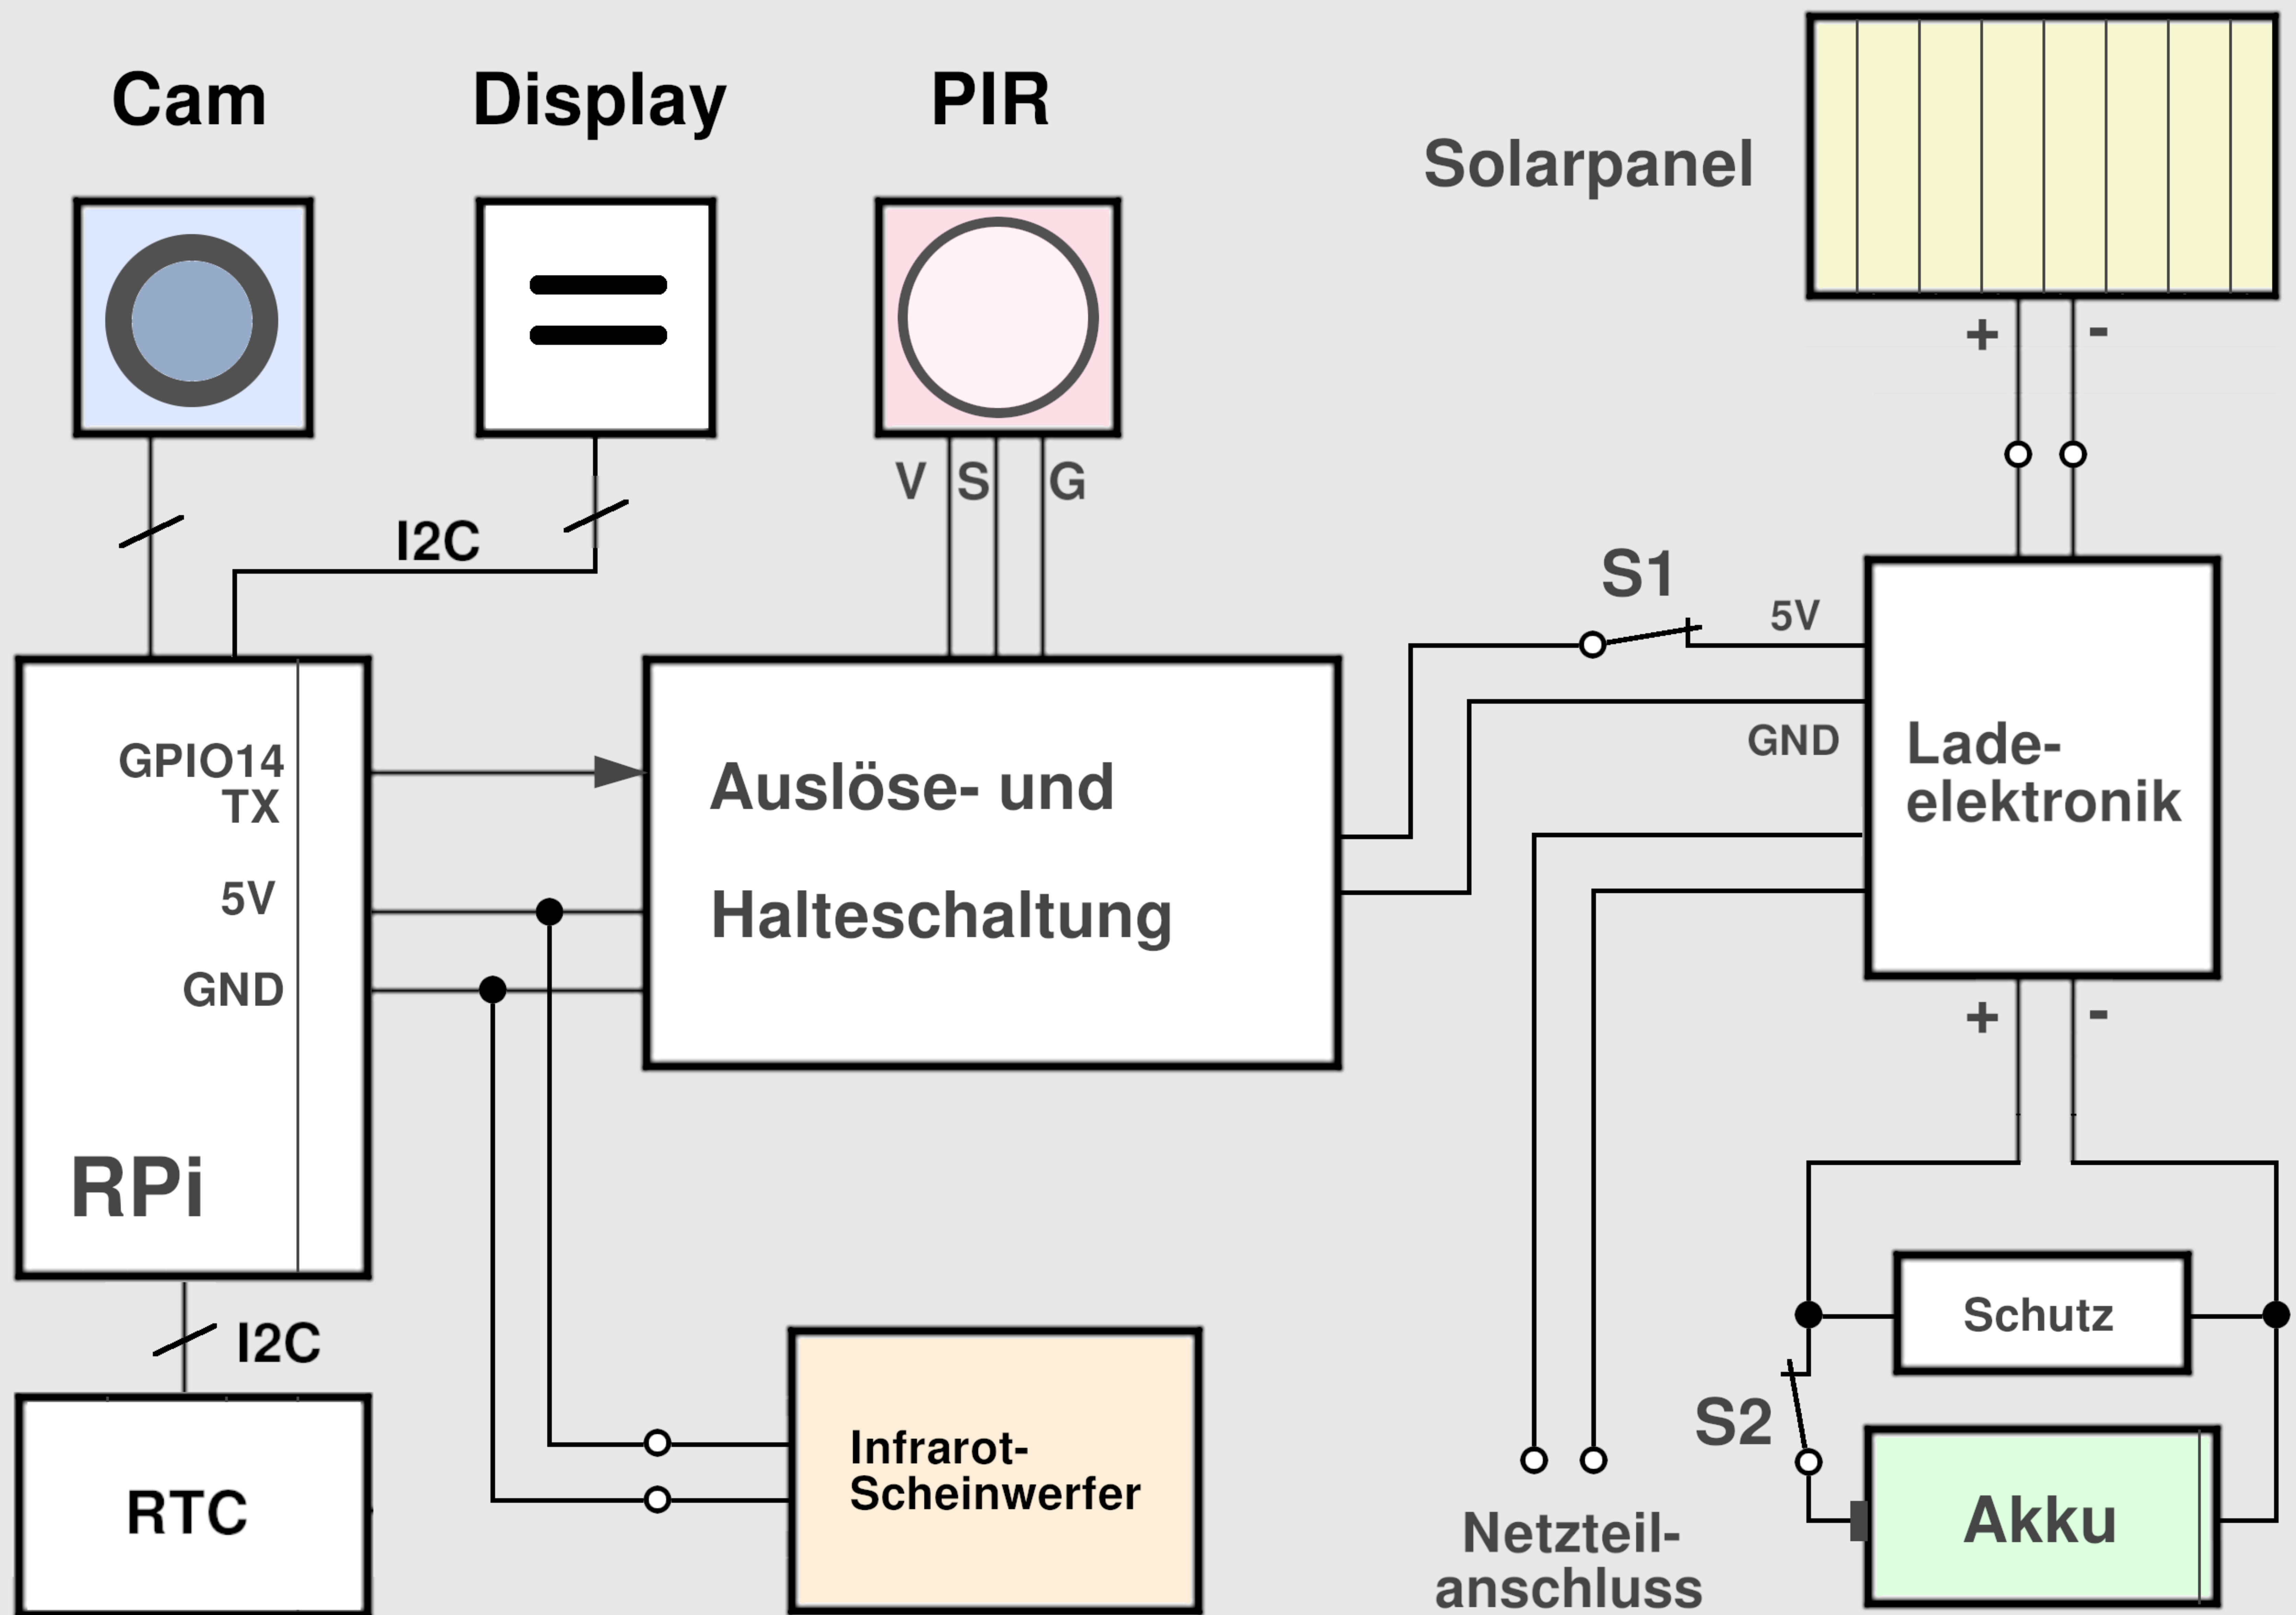 Cam
Display
PIR
Solarpanel
+
-
V
S
G
I2C
S1
5V
GND
Lade-
elektronik
GPIO14
TX
5V
GND
RPi
Auslöse- und
Halteschaltung
+
-
I2C
RTC
Infrarot-
Scheinwerfer
Netzteil-
anschluss
Schutz
S2
Akku